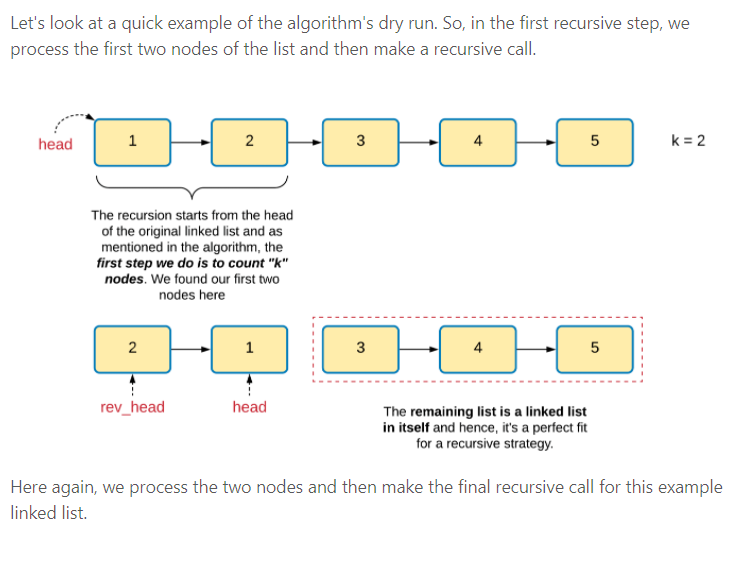 Let's look at a quick example of the algorithm's dry run. So, in the first recursive step, we
process the first two nodes of the list and then make a recursive call.
head
1
2
3
4
5
k = 2
The recursion starts from the head
of the original linked list and as
mentioned in the algorithm, the
first step we do is to count "k"
nodes. We found our first two
nodes here
2
1
3
4
5
rev_head
head
The remaining list is a linked list
in itself and hence, it's a perfect fit
for a recursive strategy.
Here again, we process the two nodes and then make the final recursive call for this example
linked list.